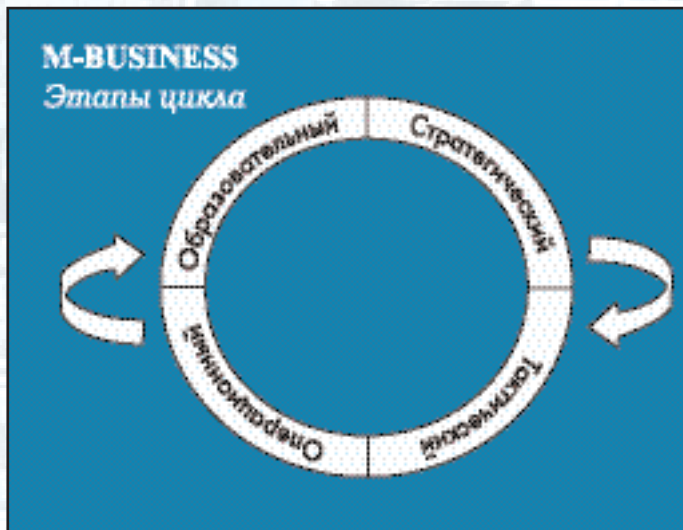 M-BUSINESS
Этапы цикла
Образовательный
Стратегический
Тактический
Операционный